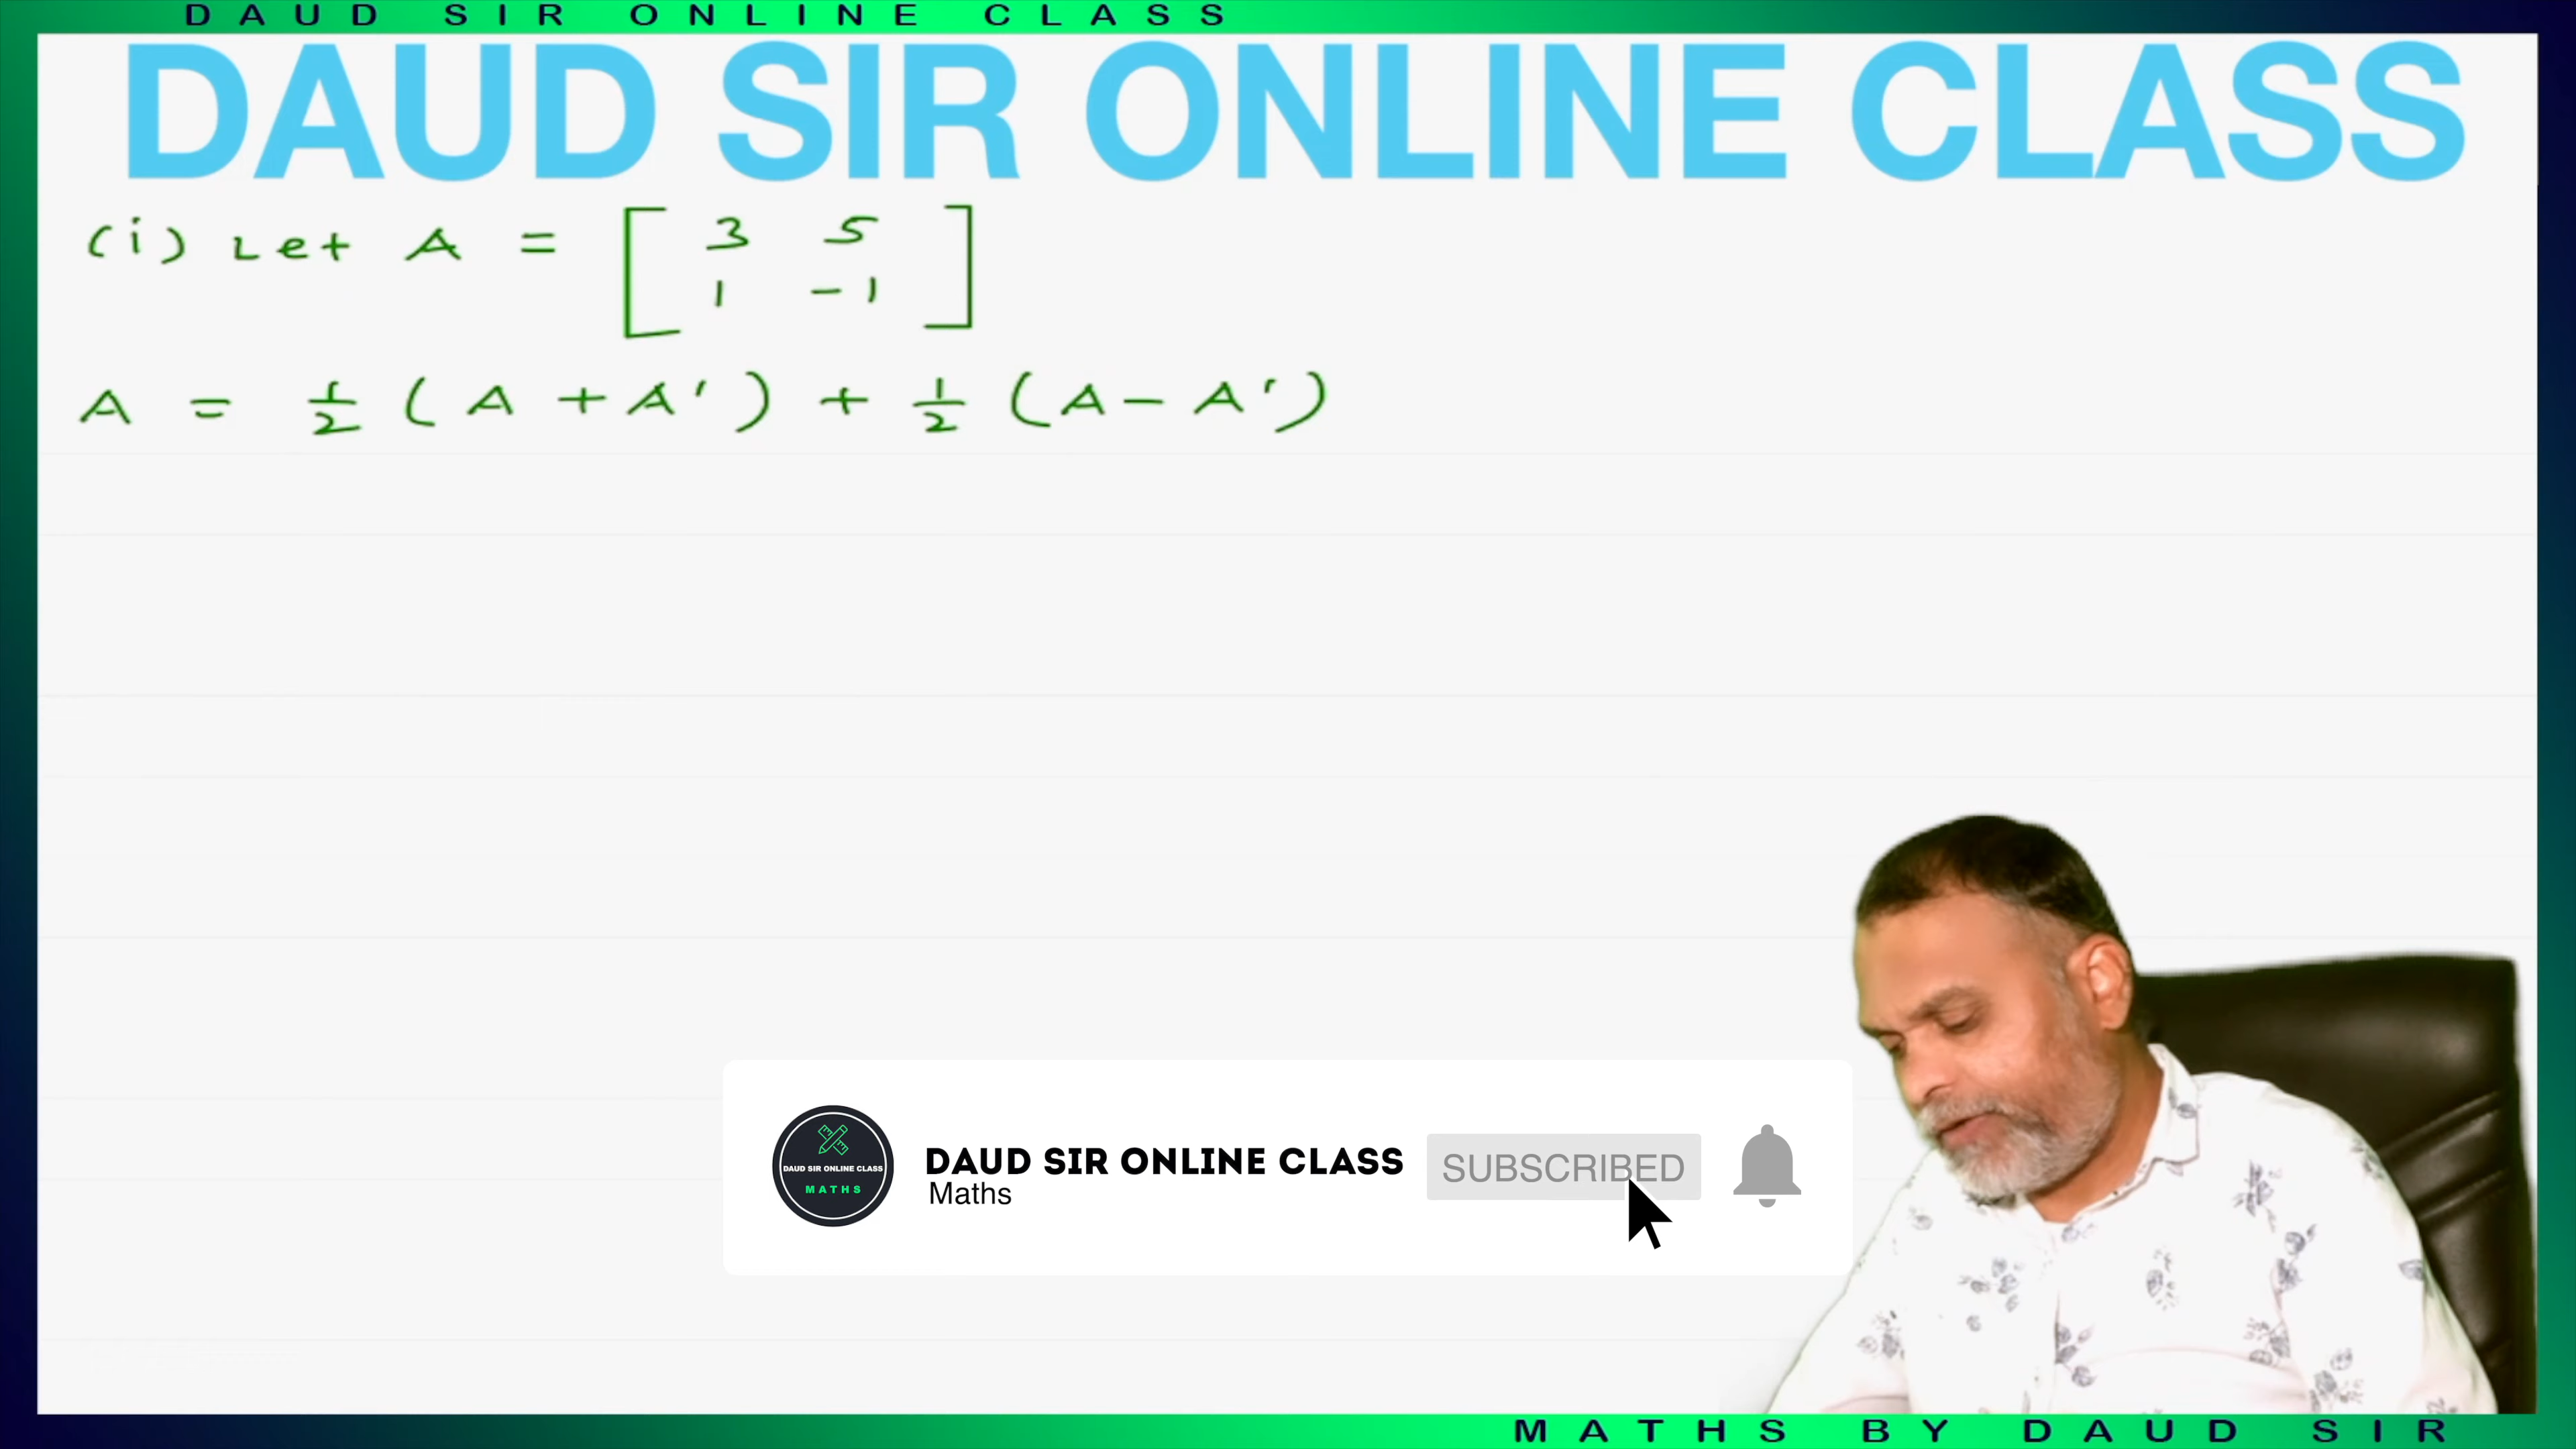 DAUD SIR ONLINE CLASS
DAUD SIR ONLINE CLASS
(i) Let A = [ 3 5
1 -1 ]
A = 1/2 ( A + A' ) + 1/2 ( A - A' )
DAUD SIR ONLINE CLASS
MATHS
DAUD SIR ONLINE CLASS
Maths
SUBSCRIBED
MATHS BY DAUD SIR